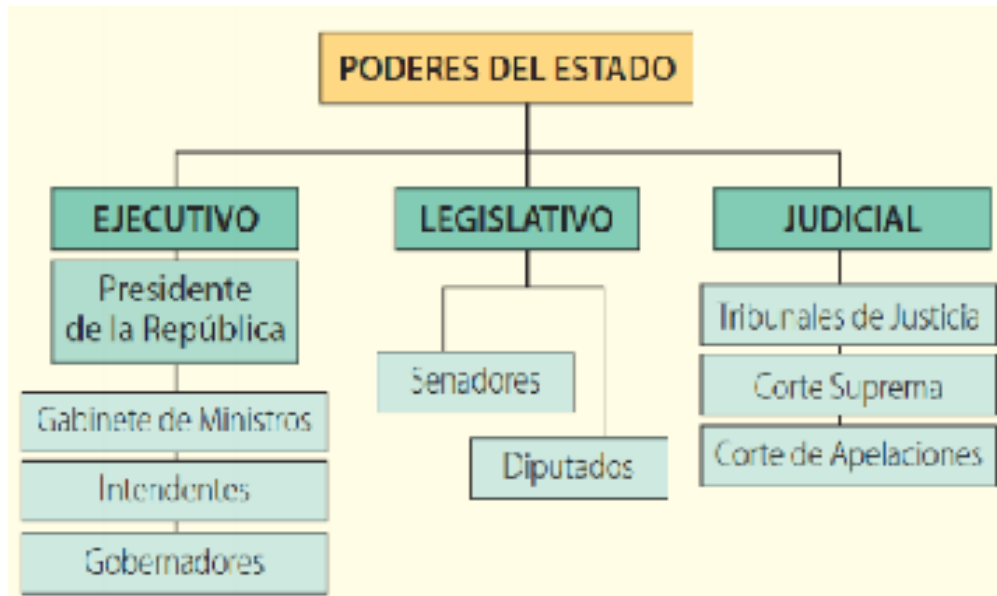 PODERES DEL ESTADO
EJECUTIVO
Presidente
de la República
Gabinete de Ministros
Intendentes
Gobernadores
LEGISLATIVO
Senadores
Diputados
JUDICIAL
Tribunales de Justicia
Corte Suprema
Corte de Apelaciones